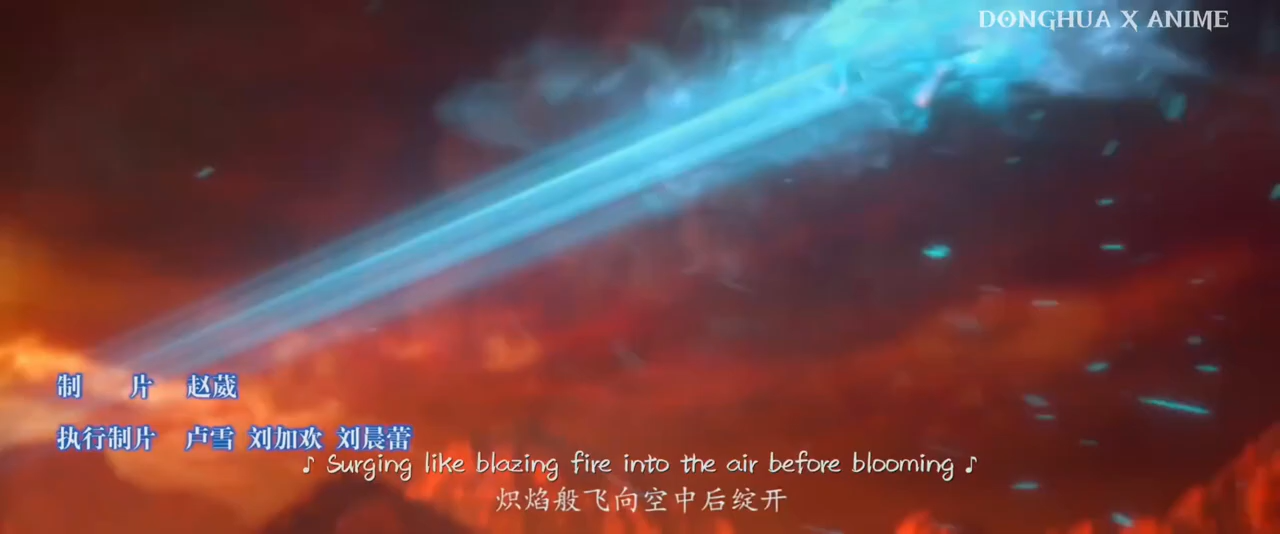 DONGHUA X ANIME
制 片 赵葳
执行制片 卢雪 刘加欢 刘晨蕾
♪ Surging like blazing fire into the air before blooming ♪
炽焰般飞向空中后绽开